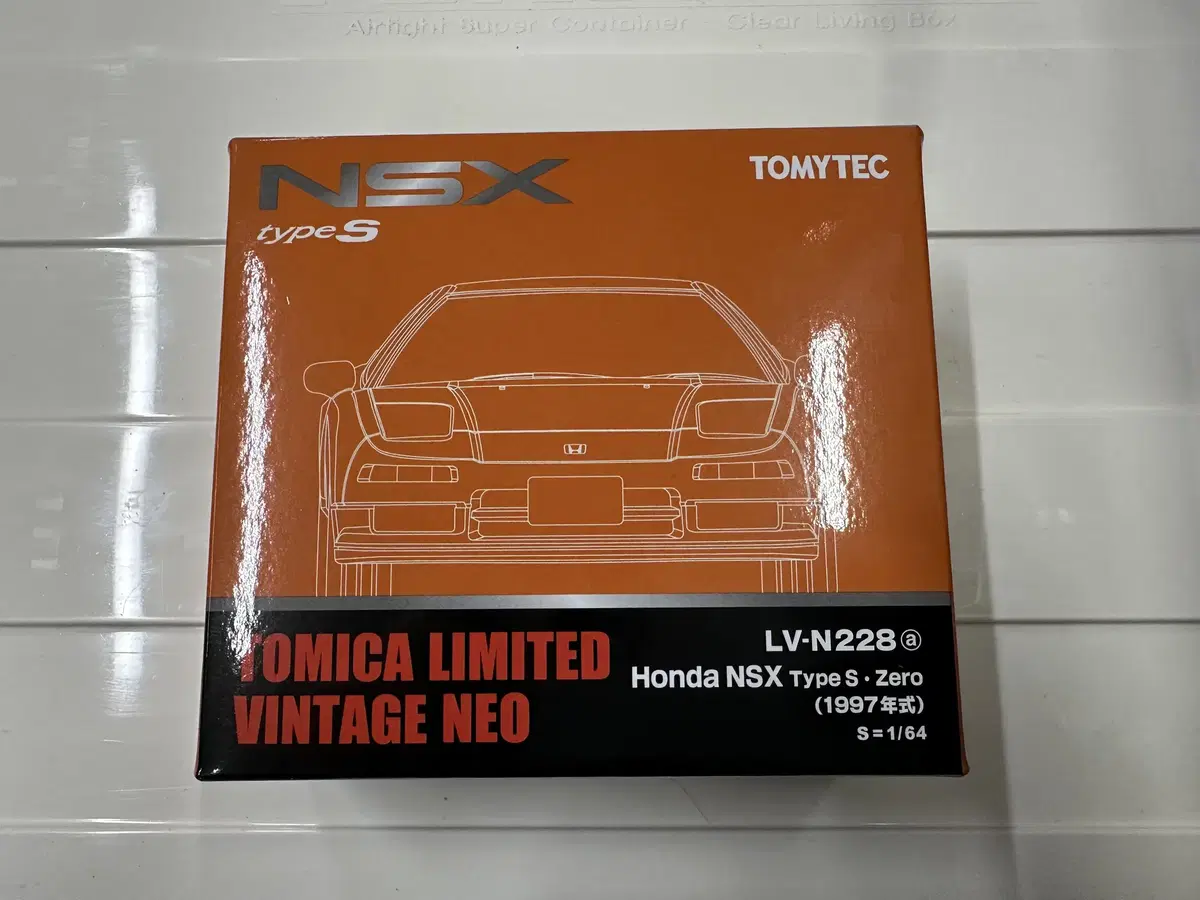 Airtight Super Container - Clear Living Box
NSX
type S
TOMYTEC
TOMICA LIMITED
VINTAGE NEO
LV-N228ⓐ
Honda NSX Type S・Zero
(1997年式)
S=1/64